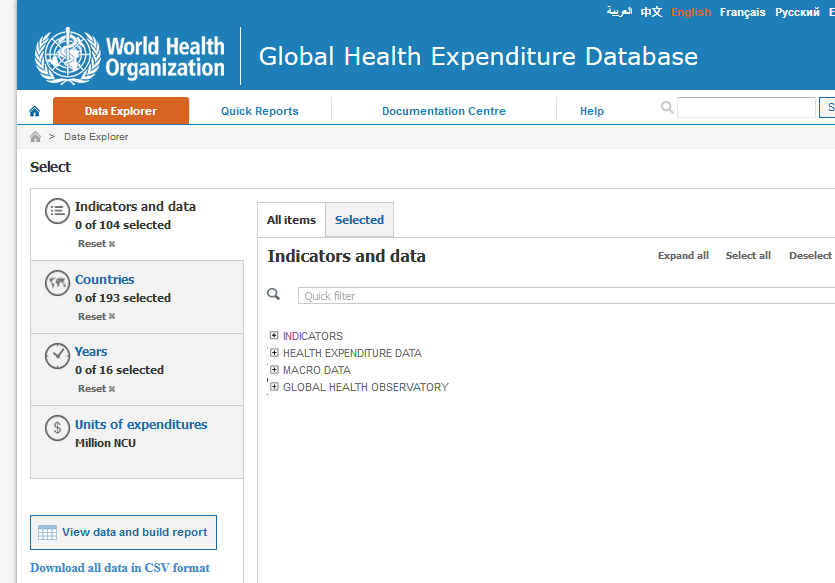 العربية 中文 English Français Русский E
World Health Organization
Global Health Expenditure Database
Data Explorer Quick Reports Documentation Centre Help S
> Data Explorer
Select
Indicators and data
0 of 104 selected
Reset
Countries
0 of 193 selected
Reset
Years
0 of 16 selected
Reset
$
Units of expenditures
Million NCU
View data and build report
Download all data in CSV format
All items Selected
Indicators and data Expand all Select all Deselect
Quick filter
INDICATORS
HEALTH EXPENDITURE DATA
MACRO DATA
GLOBAL HEALTH OBSERVATORY